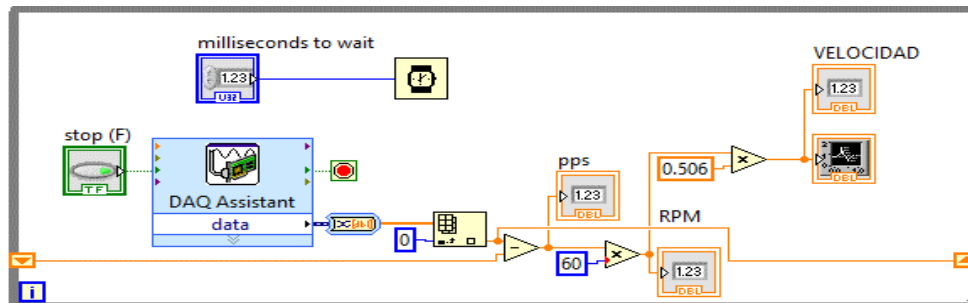 milliseconds to wait
1.23
U32
VELOCIDAD
1.23
DBL
stop (F)
TF
DAQ Assistant
data
pps
1.23
0.506
DBL
RPM
0
60
1.23
DBL
i